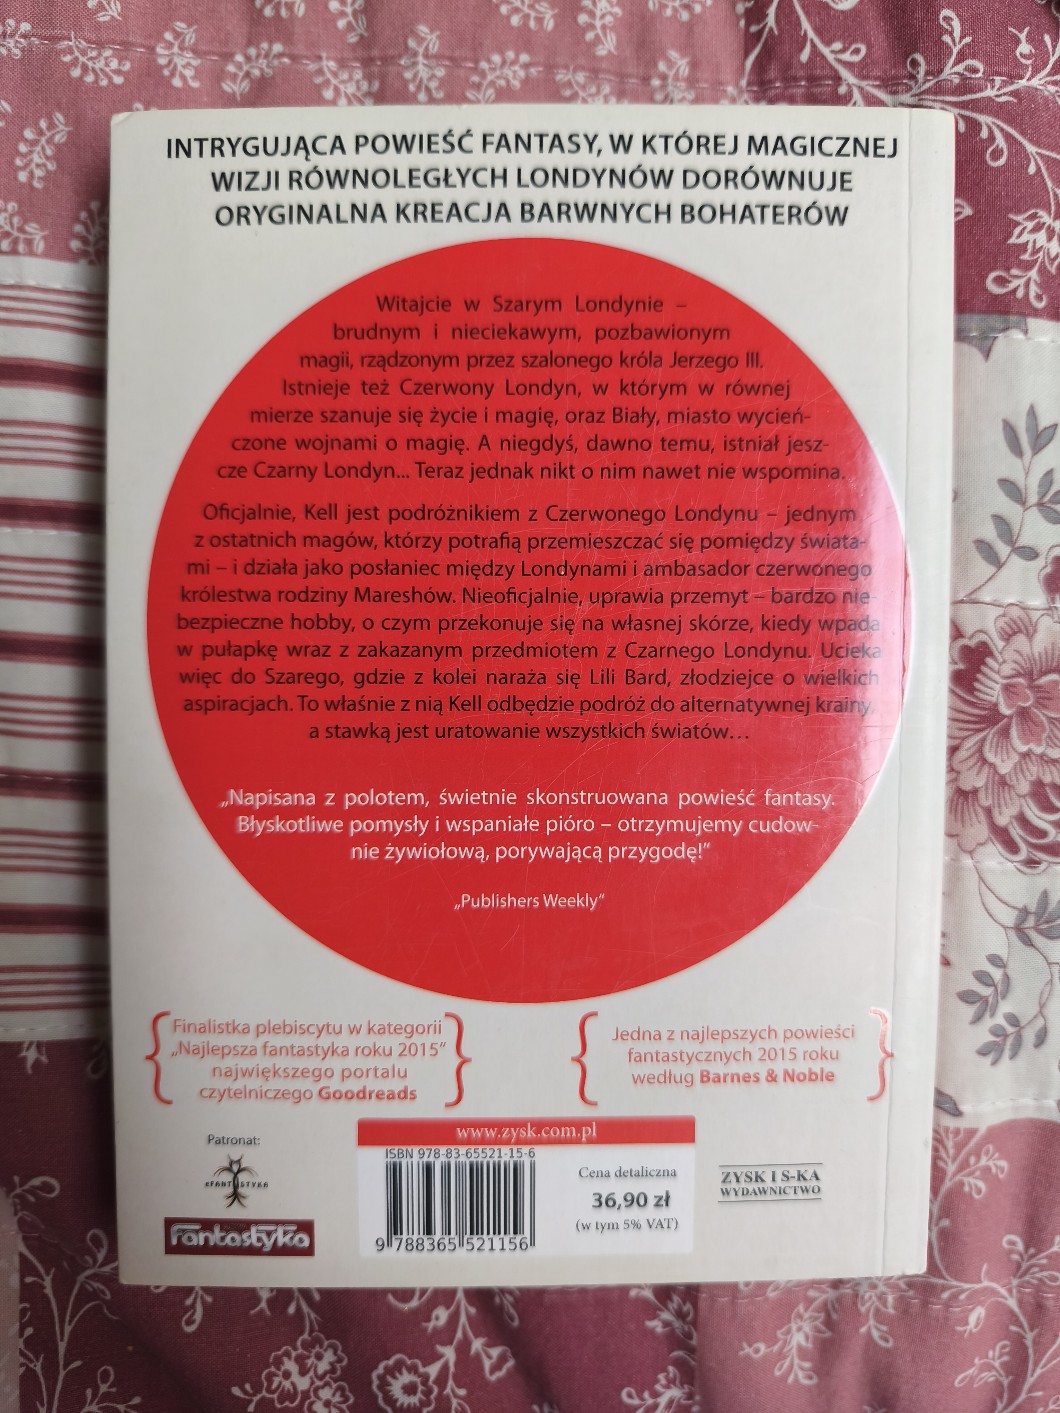 INTRYGUJĄCA POWIEŚĆ FANTASY, W KTÓREJ MAGICZNEJ
WIZJI RÓWNOLEGŁYCH LONDYNÓW DORÓWNUJE
ORYGINALNA KREACJA BARWNYCH BOHATERÓW
Witajcie w Szarym Londynie –
brudnym i nieciekawym, pozbawionym
magii, rządzonym przez szalonego króla Jerzego III.
Istnieje też Czerwony Londyn, w którym w równej
mierze szanuje się życie i magię, oraz Biały, miasto wycień-
czone wojnami o magię. A niegdyś, dawno temu, istniał jesz-
cze Czarny Londyn... Teraz jednak nikt o nim nawet nie wspomina.
Oficjalnie, Kell jest podróżnikiem z Czerwonego Londynu – jednym
z ostatnich magów, którzy potrafią przemieszczać się pomiędzy świata-
mi – i działa jako posłaniec między Londynami i ambasador czerwonego
królestwa rodziny Mareshów. Nieoficjalnie, uprawia przemyt – bardzo nie-
bezpieczne hobby, o czym przekonuje się na własnej skórze, kiedy wpada
w pułapkę wraz z zakazanym przedmiotem z Czarnego Londynu. Ucieka
więc do Szarego, gdzie z kolei naraża się Lili Bard, złodziejce o wielkich
aspiracjach. To właśnie z nią Kell odbędzie podróż do alternatywnej krainy,
a stawką jest uratowanie wszystkich światów...
„Napisana z polotem, świetnie skonstruowana powieść fantasy.
Błyskotliwe pomysły i wspaniałe pióro – otrzymujemy cudow-
nie żywiołową, porywającą przygodę!"
„Publishers Weekly"
Finalistka plebiscytu w kategorii
„Najlepsza fantastyka roku 2015"
największego portalu
czytelniczego Goodreads
Jedna z najlepszych powieści
fantastycznych 2015 roku
według Barnes & Noble
Patronat:
eFANTASTYKA
Fantastyka
www.zysk.com.pl
ISBN 978-83-65521-15-6
9 788365 521156
Cena detaliczna
36,90 zł
(w tym 5% VAT)
ZYSK I S-KA
WYDAWNICTWO